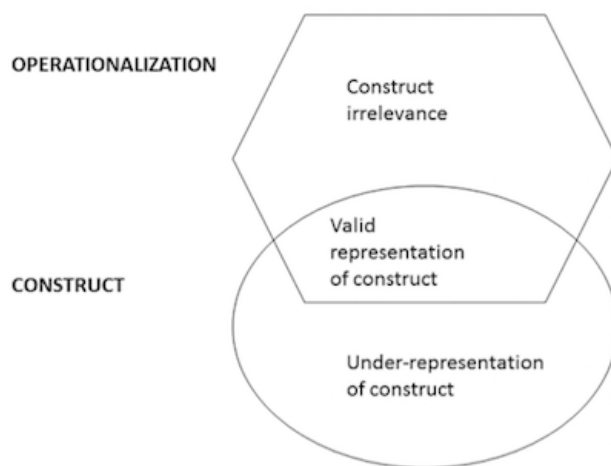 OPERATIONALIZATION
Construct
irrelevance
Valid
representation
of construct
CONSTRUCT
Under-representation
of construct